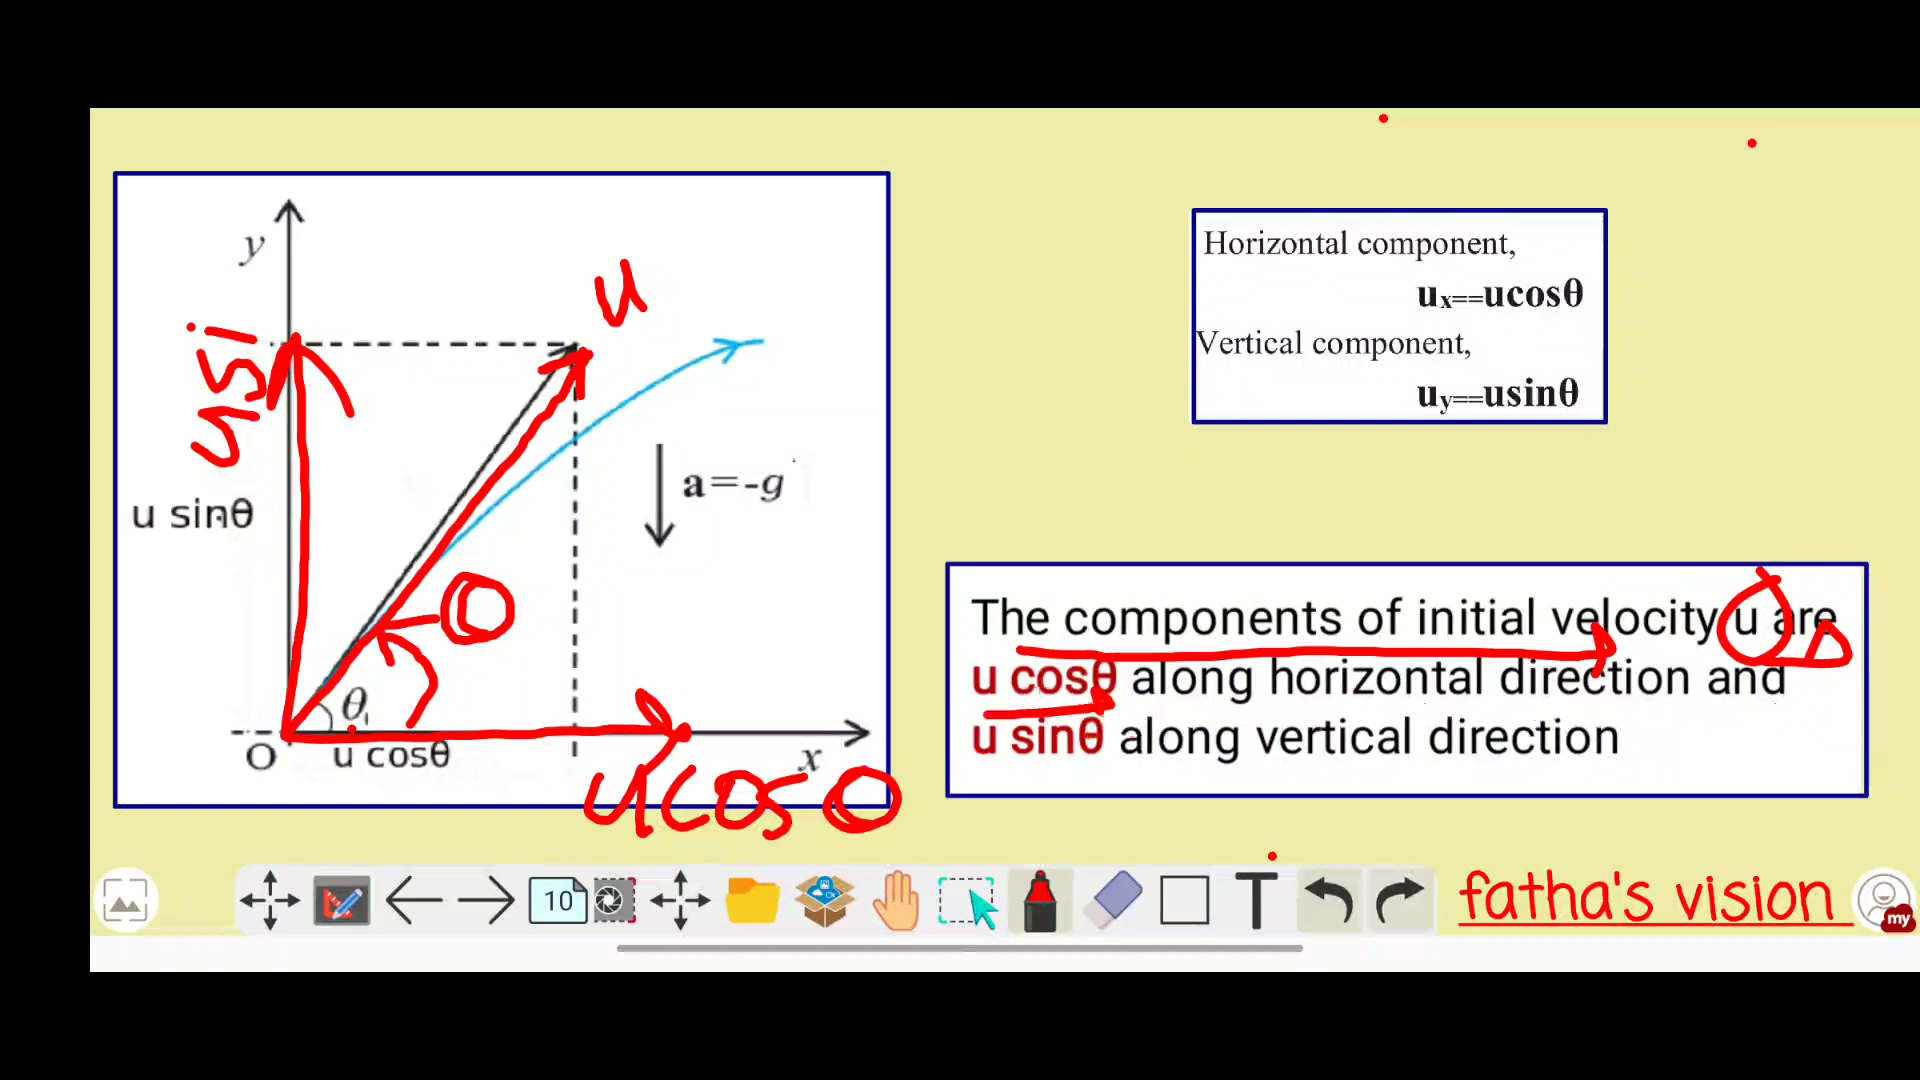 y
u
usi
u sinθ
a=-g
θ
O
u cosθ
x
ucosθ
Horizontal component,
ux==ucosθ
Vertical component,
uy==usinθ
The components of initial velocity u are
u cosθ along horizontal direction and
u sinθ along vertical direction
10
T
fatha's vision
my